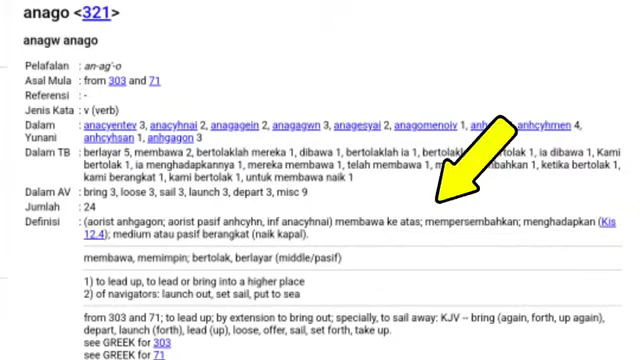 anago <321>
anagw anago
Pelafalan : an-ag'-o
Asal Mula : from 303 and 71
Referensi : -
Jenis Kata : v (verb)
Dalam Yunani : anacyentev 3, anacyhnai 2, anagagein 2, anagagwn 3, anagesyai 2, anagomenoiv 1, anhcyhmen 4,
anhcyhsan 1, anhgagon 3
Dalam TB : berlayar 5, membawa 2, bertolaklah mereka 1, dibawa 1, bertolaklah ia 1, bertolak 1, ia dibawa 1, Kami
bertolak 1, ia menghadapkannya 1, mereka membawa 1, telah membawa 1, 1, ketika bertolak 1,
kami berangkat 1, kami bertolak 1, untuk membawa naik 1
Dalam AV : bring 3, loose 3, sail 3, launch 3, depart 3, misc 9
Jumlah : 24
Definisi : (aorist anhgagon; aorist pasif anhcyhn, inf anacyhnai) membawa ke atas; mempersembahkan; menghadapkan (Kis
12.4); medium atau pasif berangkat (naik kapal).
membawa, memimpin; bertolak, berlayar (middle/pasif)
1) to lead up, to lead or bring into a higher place
2) of navigators: launch out, set sail, put to sea
from 303 and 71; to lead up; by extension to bring out; specially, to sail away: KJV -- bring (again, forth, up again),
depart, launch (forth), lead (up), loose, offer, sail, set forth, take up.
see GREEK for 303
see GREEK for 71